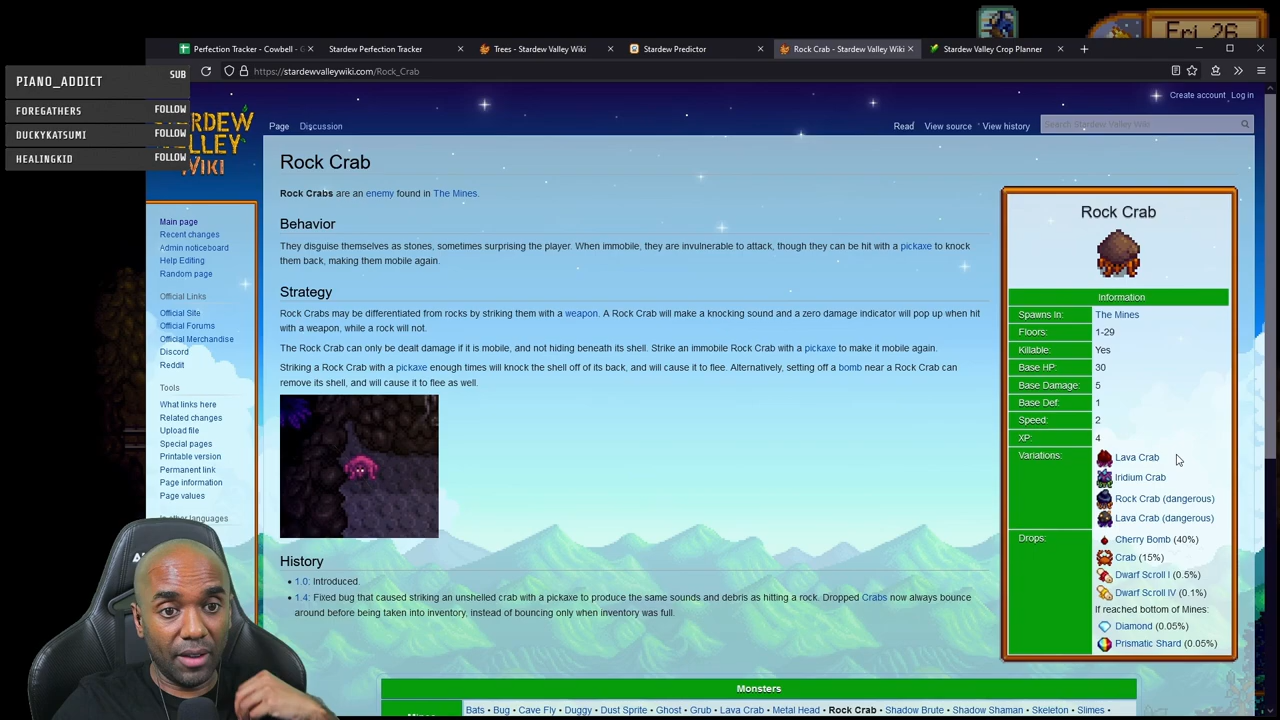 Fri 26
Perfection Tracker - Cowbell -
Stardew Perfection Tracker
Trees - Stardew Valley Wiki
Stardew Predictor
Rock Crab - Stardew Valley Wiki
Stardew Valley Crop Planner
https://stardewvalleywiki.com/Rock_Crab
PIANO_ADDICT SUB
FOREGATHERS FOLLOW
DUCKYKATSUMI FOLLOW
HEALINGKID FOLLOW
Create account Log in
Page Discussion
Read View source View history Search Stardew Valley Wiki
WIKI
Main page
Recent changes
Admin noticeboard
Help Editing
Random page
Official Links
Official Site
Official Forums
Official Merchandise
Discord
Reddit
Tools
What links here
Related changes
Upload file
Special pages
Printable version
Permanent link
Page information
Page values
In other languages
Rock Crab
Rock Crabs are an enemy found in The Mines.
Behavior
They disguise themselves as stones, sometimes surprising the player. When immobile, they are invulnerable to attack, though they can be hit with a pickaxe to knock
them back, making them mobile again.
Strategy
Rock Crabs may be differentiated from rocks by striking them with a weapon. A Rock Crab will make a knocking sound and a zero damage indicator will pop up when hit
with a weapon, while a rock will not.
The Rock Crab can only be dealt damage if it is mobile, and not hiding beneath its shell. Strike an immobile Rock Crab with a pickaxe to make it mobile again.
Striking a Rock Crab with a pickaxe enough times will knock the shell off of its back, and will cause it to flee. Alternatively, setting off a bomb near a Rock Crab can
remove its shell, and will cause it to flee as well.
History
• 1.0: Introduced.
• 1.4: Fixed bug that caused striking an unshelled crab with a pickaxe to produce the same sounds and debris as hitting a rock. Dropped Crabs now always bounce
around before being taken into inventory, instead of bouncing only when inventory was full.
Rock Crab
Information
Spawns In: The Mines
Floors: 1-29
Killable: Yes
Base HP: 30
Base Damage: 5
Base Def: 1
Speed: 2
XP: 4
Variations: Lava Crab
Iridium Crab
Rock Crab (dangerous)
Lava Crab (dangerous)
Drops: Cherry Bomb (40%)
Crab (15%)
Dwarf Scroll I (0.5%)
Dwarf Scroll IV (0.1%)
If reached bottom of Mines:
Diamond (0.05%)
Prismatic Shard (0.05%)
Monsters
Mines
Bats • Bug • Cave Fly • Duggy • Dust Sprite • Ghost • Grub • Lava Crab • Metal Head • Rock Crab • Shadow Brute • Shadow Shaman • Skeleton • Slimes •